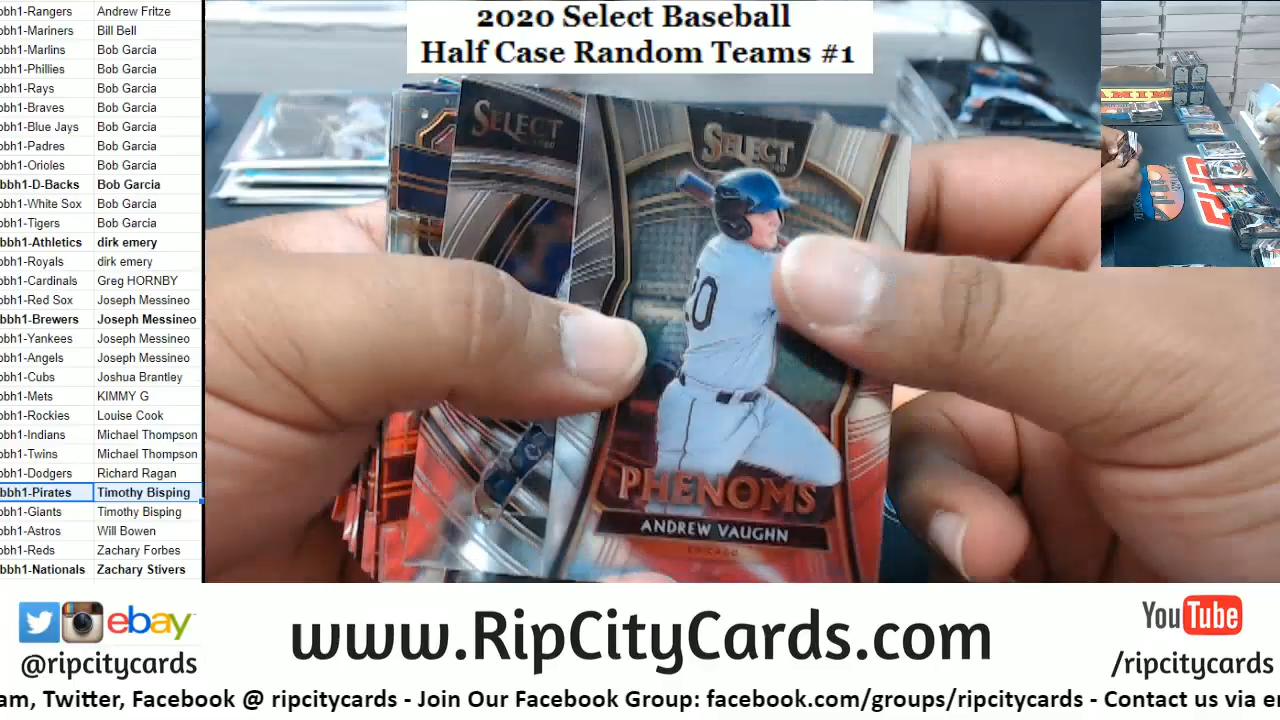 bbh1-Rangers Andrew Fritze
bbh1-Mariners Bill Bell
bbh1-Marlins Bob Garcia
bbh1-Phillies Bob Garcia
bbh1-Rays Bob Garcia
bbh1-Braves Bob Garcia
bbh1-Blue Jays Bob Garcia
bbh1-Padres Bob Garcia
bbh1-Orioles Bob Garcia
bbh1-D-Backs Bob Garcia
bbh1-White Sox Bob Garcia
bbh1-Tigers Bob Garcia
bbh1-Athletics dirk emery
bbh1-Royals dirk emery
bbh1-Cardinals Greg HORNBY
bbh1-Red Sox Joseph Messineo
bbh1-Brewers Joseph Messineo
bbh1-Yankees Joseph Messineo
bbh1-Angels Joseph Messineo
bbh1-Cubs Joshua Brantley
bbh1-Mets KIMMY G
bbh1-Rockies Louise Cook
bbh1-Indians Michael Thompson
bbh1-Twins Michael Thompson
bbh1-Dodgers Richard Ragan
bbh1-Pirates Timothy Bisping
bbh1-Giants Timothy Bisping
bbh1-Astros Will Bowen
bbh1-Reds Zachary Forbes
bbh1-Nationals Zachary Stivers
2020 Select Baseball
Half Case Random Teams #1
SELECT
SELECT
20
PHENOMS
ANDREW VAUGHN
CHICAGO
ebay
@ripcitycards
www.RipCityCards.com
YouTube
/ripcitycards
am, Twitter, Facebook @ ripcitycards - Join Our Facebook Group: facebook.com/groups/ripcitycards - Contact us via